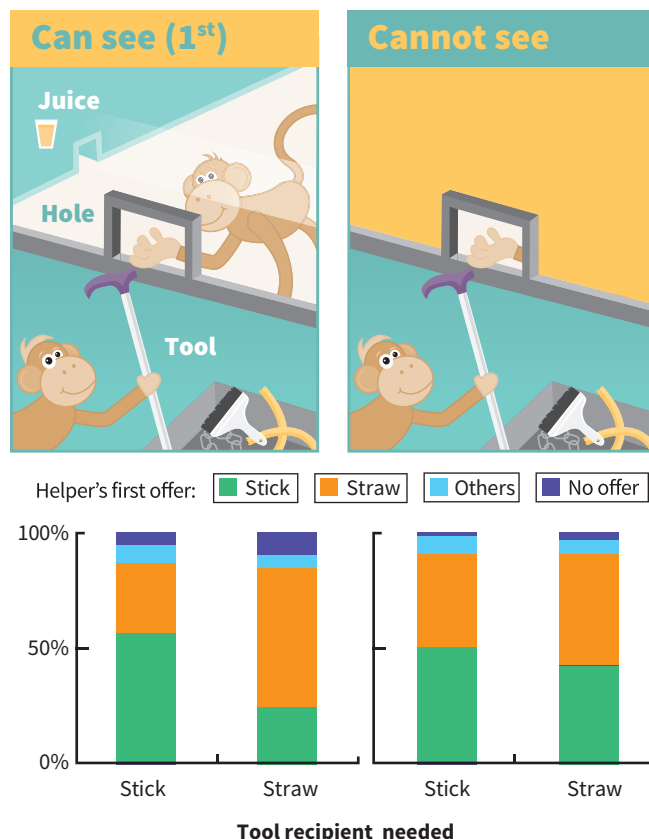 Can see (1st)
Cannot see
Juice
Hole
Tool
Helper's first offer: Stick Straw Others No offer
100%
50%
0%
Stick Straw Stick Straw
Tool recipient needed